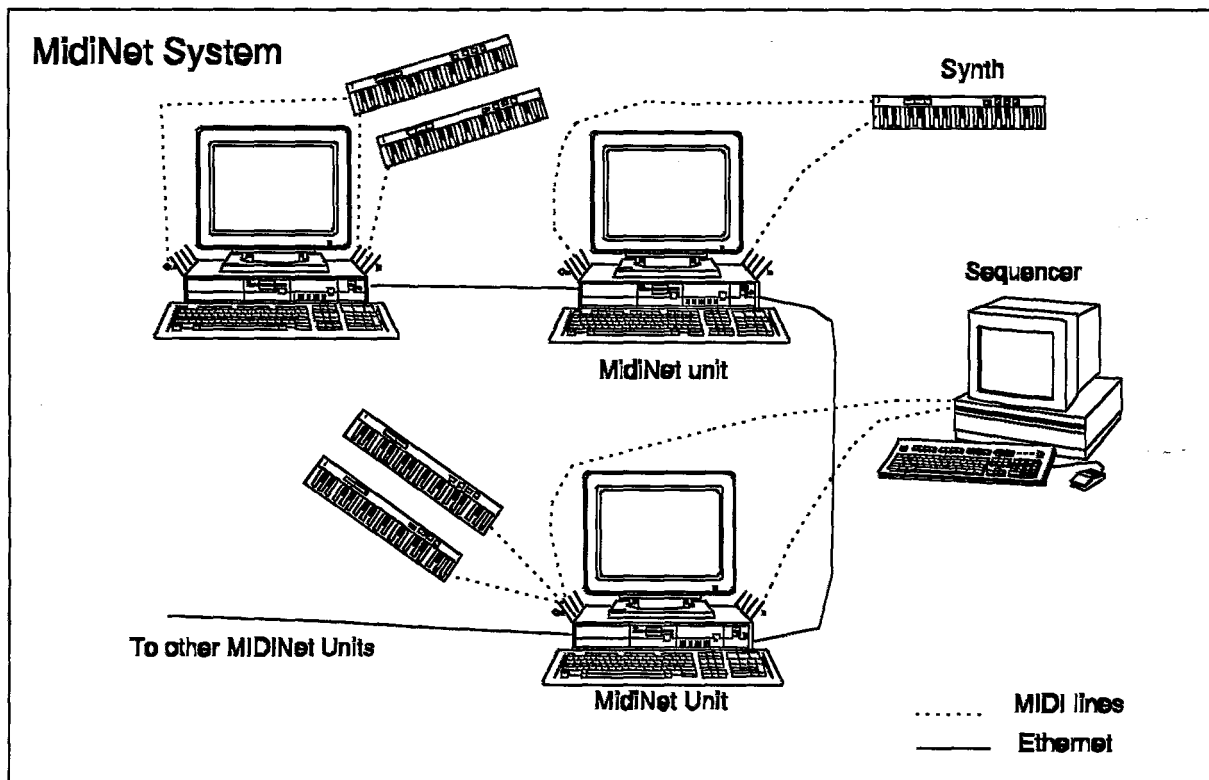 MidiNet System
Synth
Sequencer
MidiNet unit
To other MIDINet Units
MidiNet Unit
MIDI lines
Ethernet